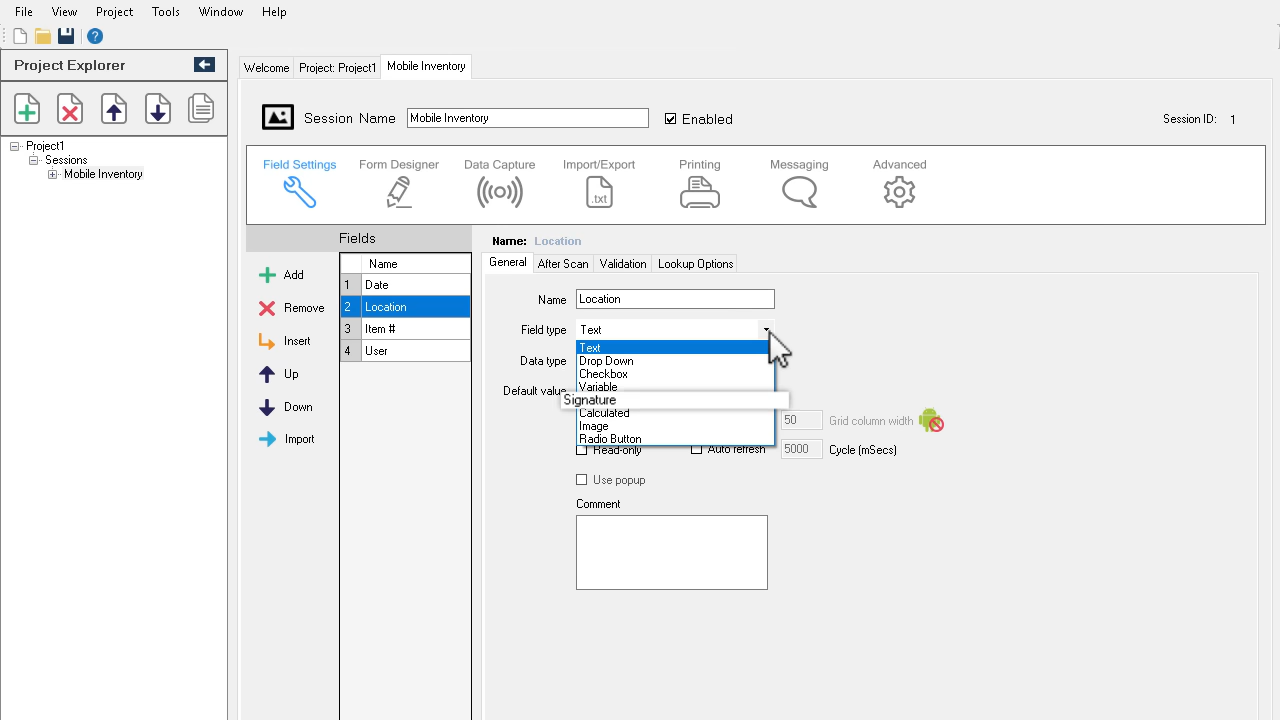 File View Project Tools Window Help
Project Explorer
Welcome Project: Project1 Mobile Inventory
Session Name Mobile Inventory Enabled Session ID: 1
Project1
Sessions
Mobile Inventory
Field Settings Form Designer Data Capture Import/Export Printing Messaging Advanced
.txt
Fields
Name
1 Date
2 Location
3 Item #
4 User
Add
Remove
Insert
Up
Down
Import
Name: Location
General After Scan Validation Lookup Options
Name Location
Field type Text
Text
Drop Down
Checkbox
Variable
Signature
Calculated
Image
Radio Button
Data type
Default value
50 Grid column width
Read-only Auto refresh 5000 Cycle (mSecs)
Use popup
Comment